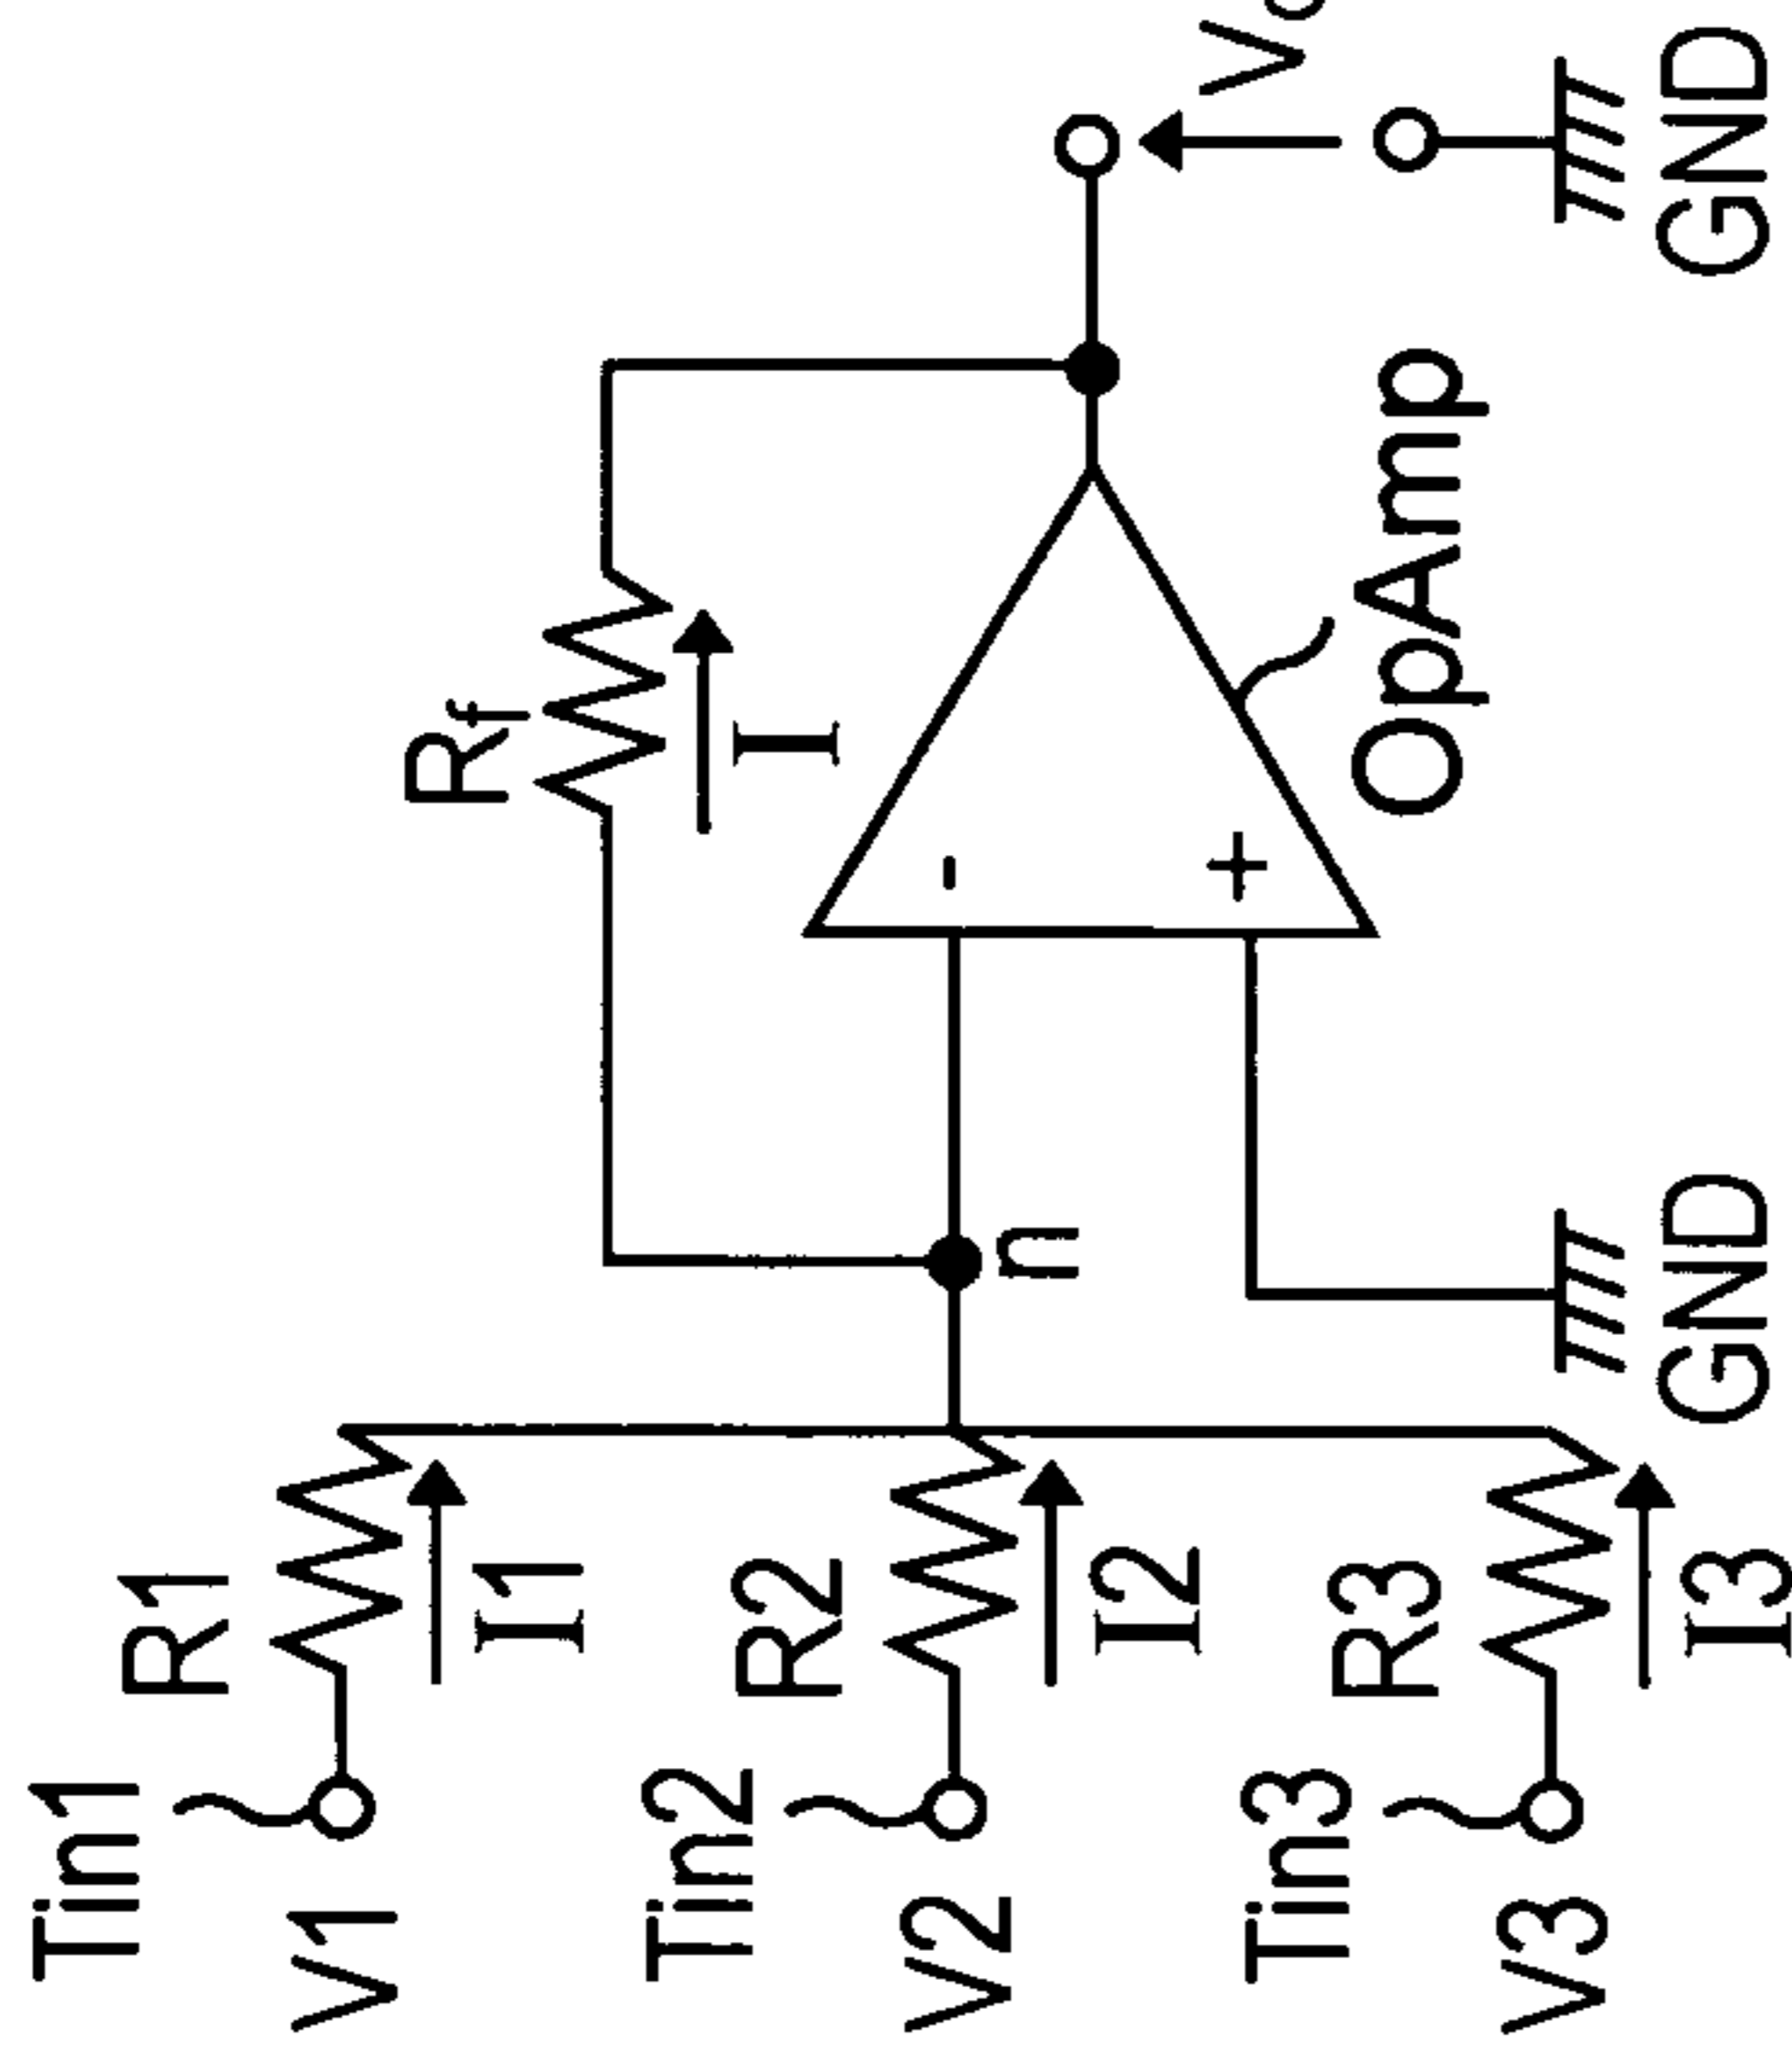 Tin1
R1
V1
I1
Rf
I
Tin2
R2
V2
I2
n
-
+
OpAmp
Tin3
R3
V3
I3
GND
GND